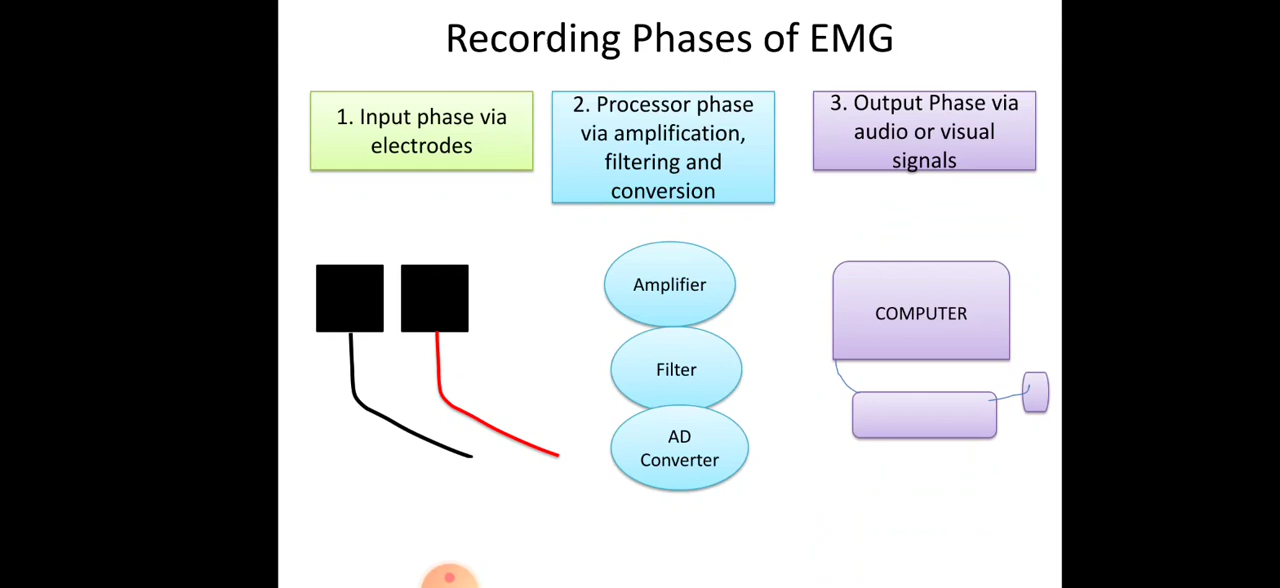 Recording Phases of EMG
1. Input phase via
electrodes
2. Processor phase
via amplification,
filtering and
conversion
3. Output Phase via
audio or visual
signals
Amplifier
Filter
AD
Converter
COMPUTER